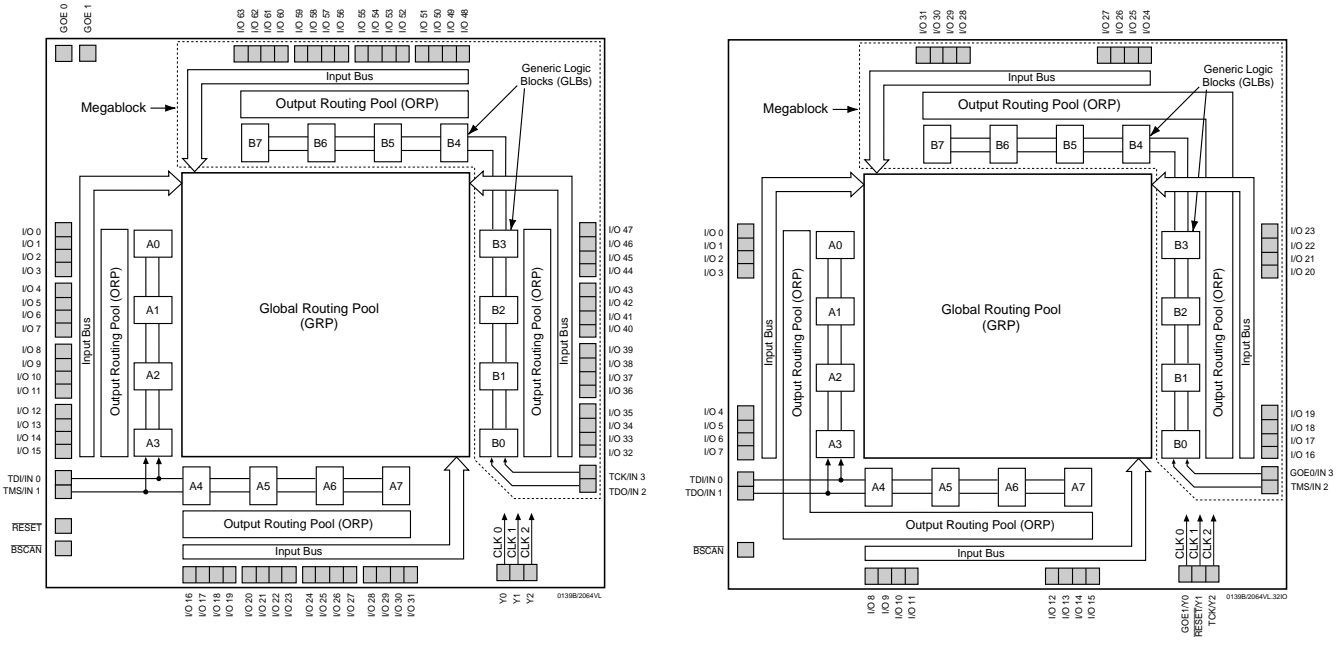 GOE 0
GOE 1
I/O 63
I/O 62
I/O 61
I/O 60
I/O 59
I/O 58
I/O 57
I/O 56
I/O 55
I/O 54
I/O 53
I/O 52
I/O 51
I/O 50
I/O 49
I/O 48
Input Bus
Output Routing Pool (ORP)
Generic Logic
Blocks (GLBs)
Megablock
B7
B6
B5
B4
I/O 0
I/O 1
I/O 2
I/O 3
I/O 4
I/O 5
I/O 6
I/O 7
I/O 8
I/O 9
I/O 10
I/O 11
I/O 12
I/O 13
I/O 14
I/O 15
Input Bus
Output Routing Pool (ORP)
A0
A1
A2
A3
Global Routing Pool
(GRP)
B3
B2
B1
B0
Output Routing Pool (ORP)
Input Bus
I/O 47
I/O 46
I/O 45
I/O 44
I/O 43
I/O 42
I/O 41
I/O 40
I/O 39
I/O 38
I/O 37
I/O 36
I/O 35
I/O 34
I/O 33
I/O 32
TDI/IN 0
TMS/IN 1
TCK/IN 3
TDO/IN 2
A4
A5
A6
A7
RESET
BSCAN
Output Routing Pool (ORP)
Input Bus
CLK 0
CLK 1
CLK 2
I/O 16
I/O 17
I/O 18
I/O 19
I/O 20
I/O 21
I/O 22
I/O 23
I/O 24
I/O 25
I/O 26
I/O 27
I/O 28
I/O 29
I/O 30
I/O 31
Y0
Y1
Y2
0139B/2064VL
I/O 31
I/O 30
I/O 29
I/O 28
I/O 27
I/O 26
I/O 25
I/O 24
Input Bus
Output Routing Pool (ORP)
Generic Logic
Blocks (GLBs)
Megablock
B7
B6
B5
B4
I/O 0
I/O 1
I/O 2
I/O 3
I/O 4
I/O 5
I/O 6
I/O 7
Input Bus
Output Routing Pool (ORP)
A0
A1
A2
A3
Global Routing Pool
(GRP)
B3
B2
B1
B0
Output Routing Pool (ORP)
Input Bus
I/O 23
I/O 22
I/O 21
I/O 20
I/O 19
I/O 18
I/O 17
I/O 16
TDI/IN 0
TDO/IN 1
GOE0/IN 3
TMS/IN 2
A4
A5
A6
A7
BSCAN
Output Routing Pool (ORP)
Input Bus
CLK 0
CLK 1
CLK 2
I/O 8
I/O 9
I/O 10
I/O 11
I/O 12
I/O 13
I/O 14
I/O 15
GOE1/Y0
RESET/Y1
TCK/Y2
0139B/2064VL.32IO